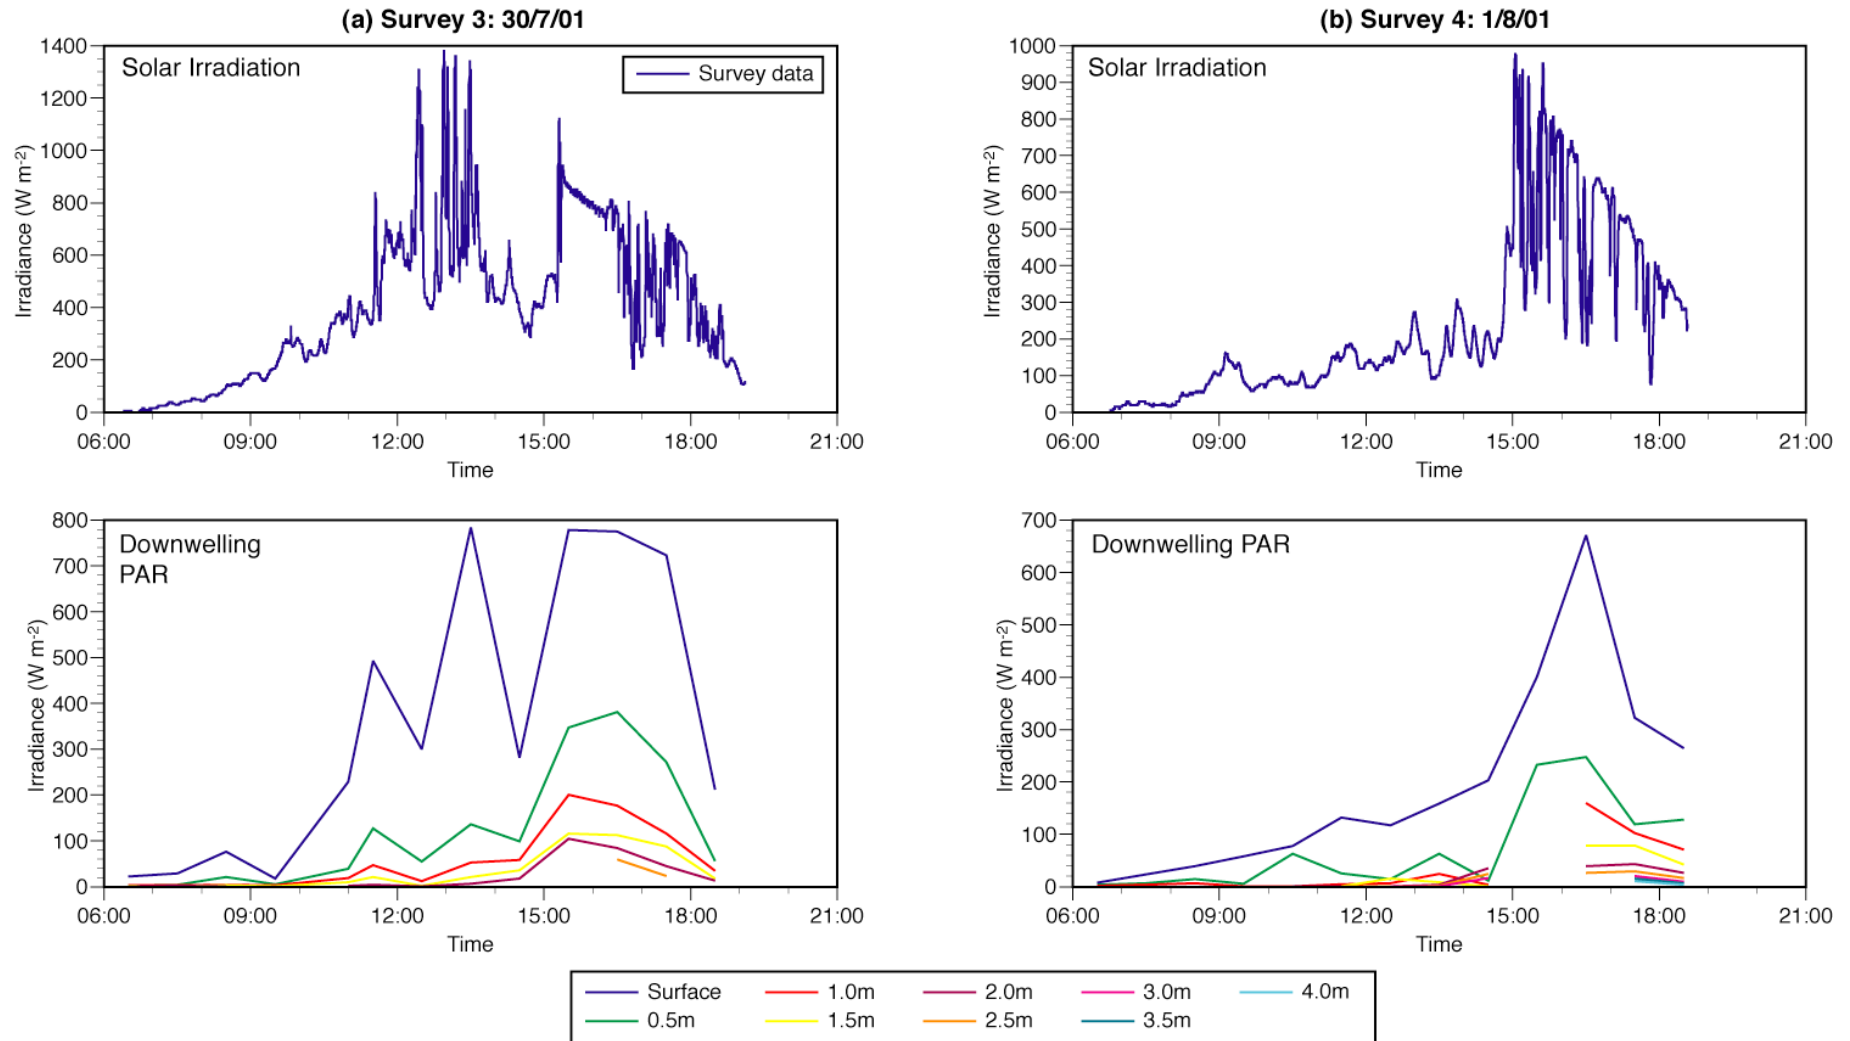 (a) Survey 3: 30/7/01
(b) Survey 4: 1/8/01
Solar Irradiation
Survey data
1400
1200
1000
800
600
400
200
0
Irradiance (W m-2)
06:00 09:00 12:00 15:00 18:00 21:00
Time
Solar Irradiation
1000
900
800
700
600
500
400
300
200
100
0
Irradiance (W m-2)
06:00 09:00 12:00 15:00 18:00 21:00
Time
Downwelling
PAR
800
700
600
500
400
300
200
100
0
Irradiance (W m-2)
06:00 09:00 12:00 15:00 18:00 21:00
Time
Downwelling PAR
700
600
500
400
300
200
100
0
Irradiance (W m-2)
06:00 09:00 12:00 15:00 18:00 21:00
Time
Surface 1.0m 2.0m 3.0m 4.0m
0.5m 1.5m 2.5m 3.5m